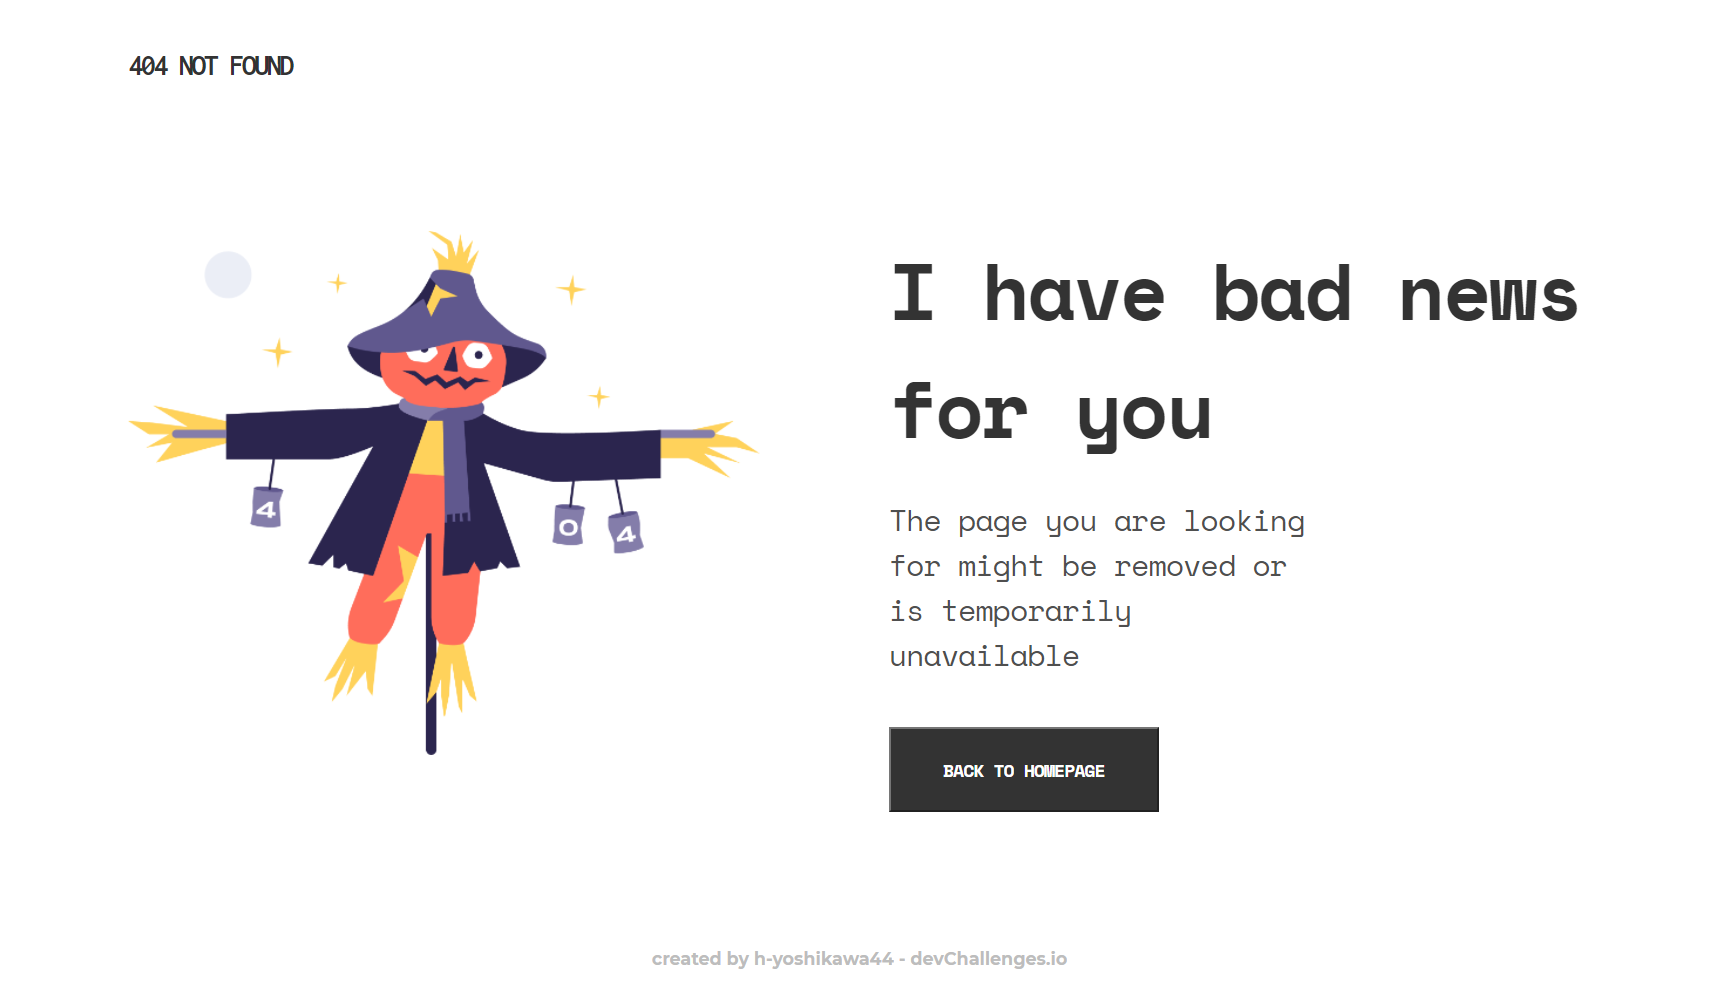 404 NOT FOUND
4
0
4
I have bad news
for you
The page you are looking
for might be removed or
is temporarily
unavailable
BACK TO HOMEPAGE
created by h-yoshikawa44 - devChallenges.io